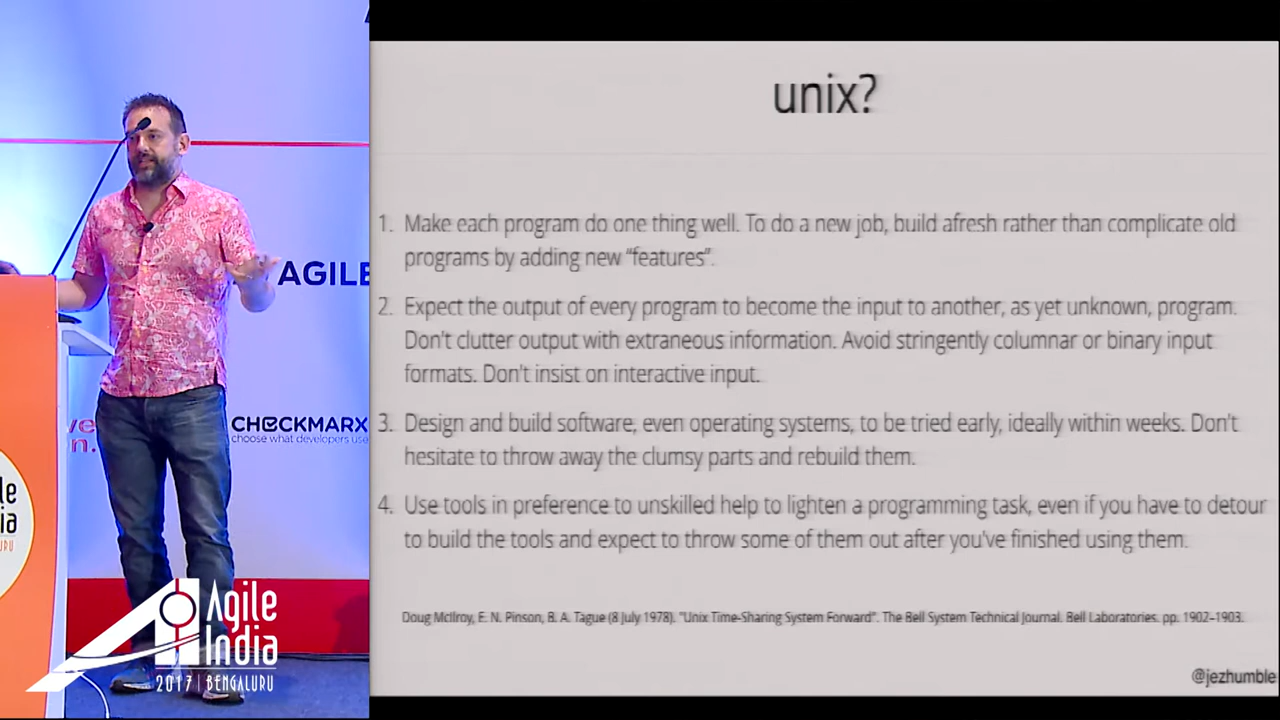 unix?
1. Make each program do one thing well. To do a new job, build afresh rather than complicate old
programs by adding new “features”.
2. Expect the output of every program to become the input to another, as yet unknown, program.
Don't clutter output with extraneous information. Avoid stringently columnar or binary input
formats. Don't insist on interactive input.
3. Design and build software, even operating systems, to be tried early, ideally within weeks. Don't
hesitate to throw away the clumsy parts and rebuild them.
4. Use tools in preference to unskilled help to lighten a programming task, even if you have to detour
to build the tools and expect to throw some of them out after you've finished using them.
Doug McIlroy, E. N. Pinson, B. A. Tague (8 July 1978). "Unix Time-Sharing System Forward". The Bell System Technical Journal. Bell Laboratories. pp. 1902–1903.
@jezhumble
AGILE
CHECKMARX
choose what developers use
Agile
India
2017 | BENGALURU